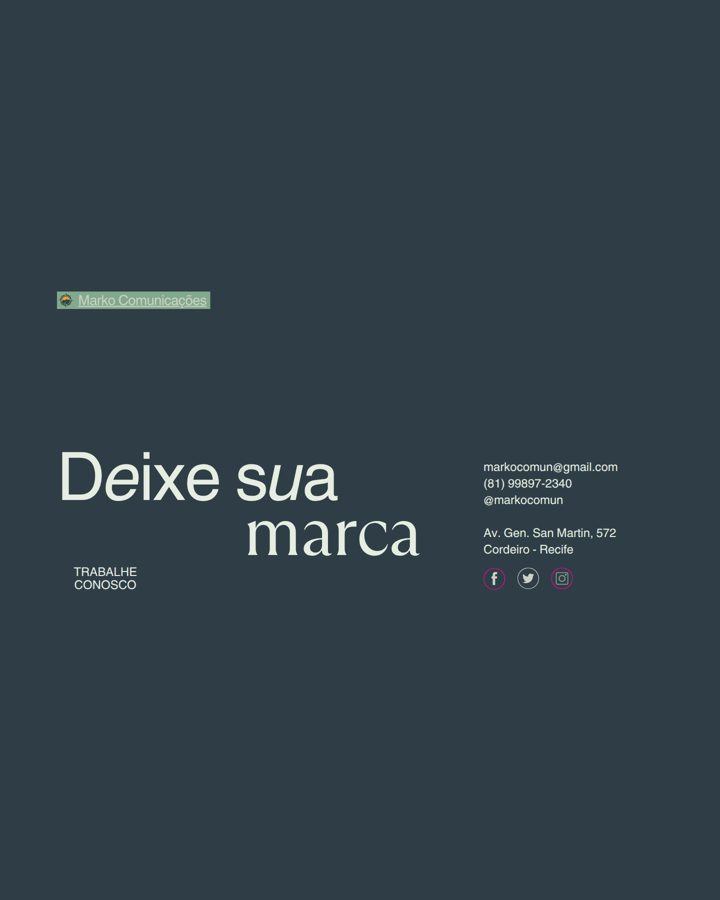 Marko Comunicações
Deixe sua
marca
TRABALHE
CONOSCO
markocomun@gmail.com
(81) 99897-2340
@markocomun
Av. Gen. San Martin, 572
Cordeiro - Recife